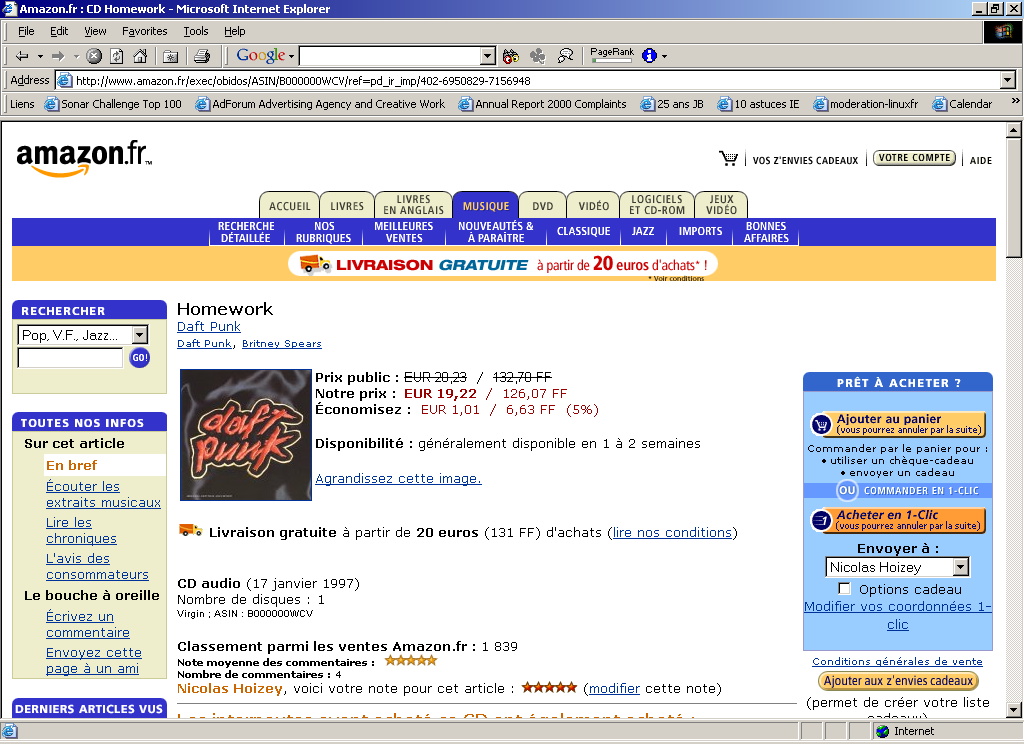 Amazon.fr : CD Homework - Microsoft Internet Explorer
File Edit View Favorites Tools Help
Google PageRank
Address http://www.amazon.fr/exec/obidos/ASIN/B000000WCV/ref=pd_ir_imp/402-6950829-7156948
Liens Sonar Challenge Top 100 AdForum Advertising Agency and Creative Work Annual Report 2000 Complaints 25 ans JB 10 astuces IE moderation-linuxfr Calendar »
amazon.fr™
VOS Z'ENVIES CADEAUX VOTRE COMPTE AIDE
ACCUEIL LIVRES LIVRES EN ANGLAIS MUSIQUE DVD VIDÉO LOGICIELS ET CD-ROM JEUX VIDÉO
RECHERCHE DÉTAILLÉE NOS RUBRIQUES MEILLEURES VENTES NOUVEAUTÉS & À PARAÎTRE CLASSIQUE JAZZ IMPORTS BONNES AFFAIRES
LIVRAISON GRATUITE à partir de 20 euros d'achats* !
* Voir conditions
RECHERCHER
Pop, V.F., Jazz...
GO!
TOUTES NOS INFOS
Sur cet article
En bref
Écouter les
extraits musicaux
Lire les
chroniques
L'avis des
consommateurs
Le bouche à oreille
Écrivez un
commentaire
Envoyez cette
page à un ami
DERNIERS ARTICLES VUS
Homework
Daft Punk
Daft Punk, Britney Spears
daft
punk
Prix public : EUR 20,23 / 132,70 FF
Notre prix : EUR 19,22 / 126,07 FF
Économisez : EUR 1,01 / 6,63 FF (5%)
Disponibilité : généralement disponible en 1 à 2 semaines
Agrandissez cette image.
Livraison gratuite à partir de 20 euros (131 FF) d'achats (lire nos conditions)
CD audio (17 janvier 1997)
Nombre de disques : 1
Virgin ; ASIN : B000000WCV
Classement parmi les ventes Amazon.fr : 1 839
Note moyenne des commentaires :
Nombre de commentaires : 4
Nicolas Hoizey, voici votre note pour cet article : (modifier cette note)
Les internautes ayant acheté ce CD ont également acheté :
PRÊT À ACHETER ?
Ajouter au panier
(vous pourrez annuler par la suite)
Commander par le panier pour :
• utiliser un chèque-cadeau
• envoyer un cadeau
OU COMMANDER EN 1-CLIC
Acheter en 1-Clic
(vous pourrez annuler par la suite)
Envoyer à :
Nicolas Hoizey
Options cadeau
Modifier vos coordonnées 1-
clic
Conditions générales de vente
Ajouter aux z'envies cadeaux
(permet de créer votre liste
cadeaux)
Internet